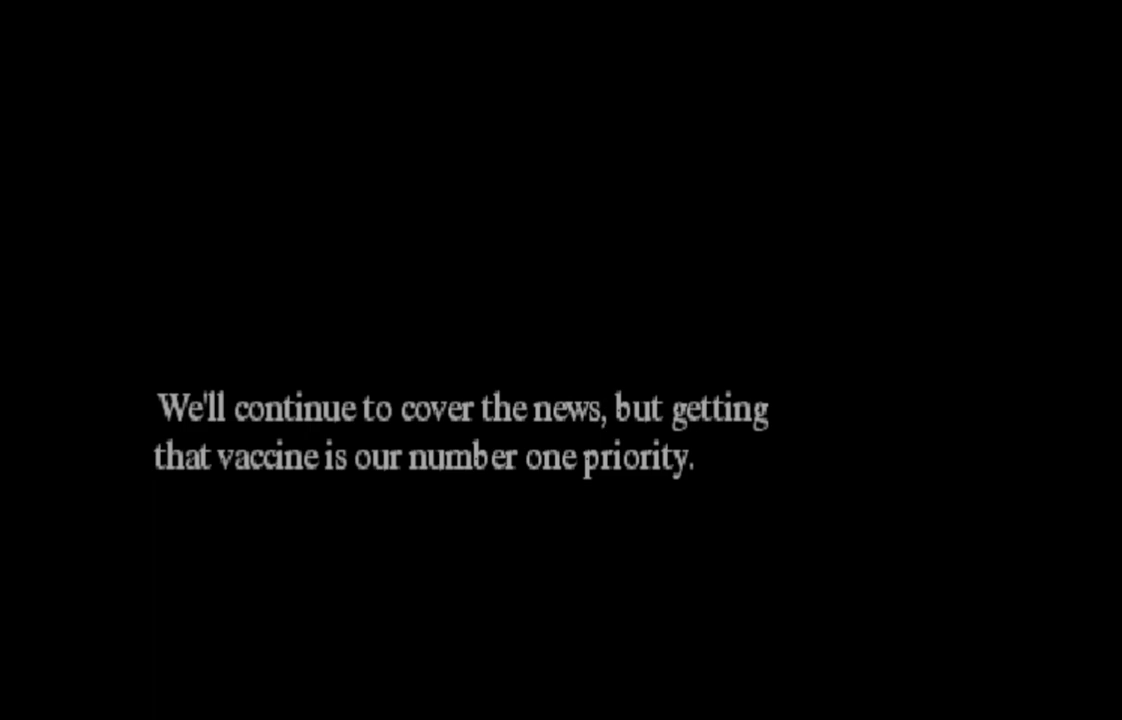 We'll continue to cover the news, but getting
that vaccine is our number one priority.